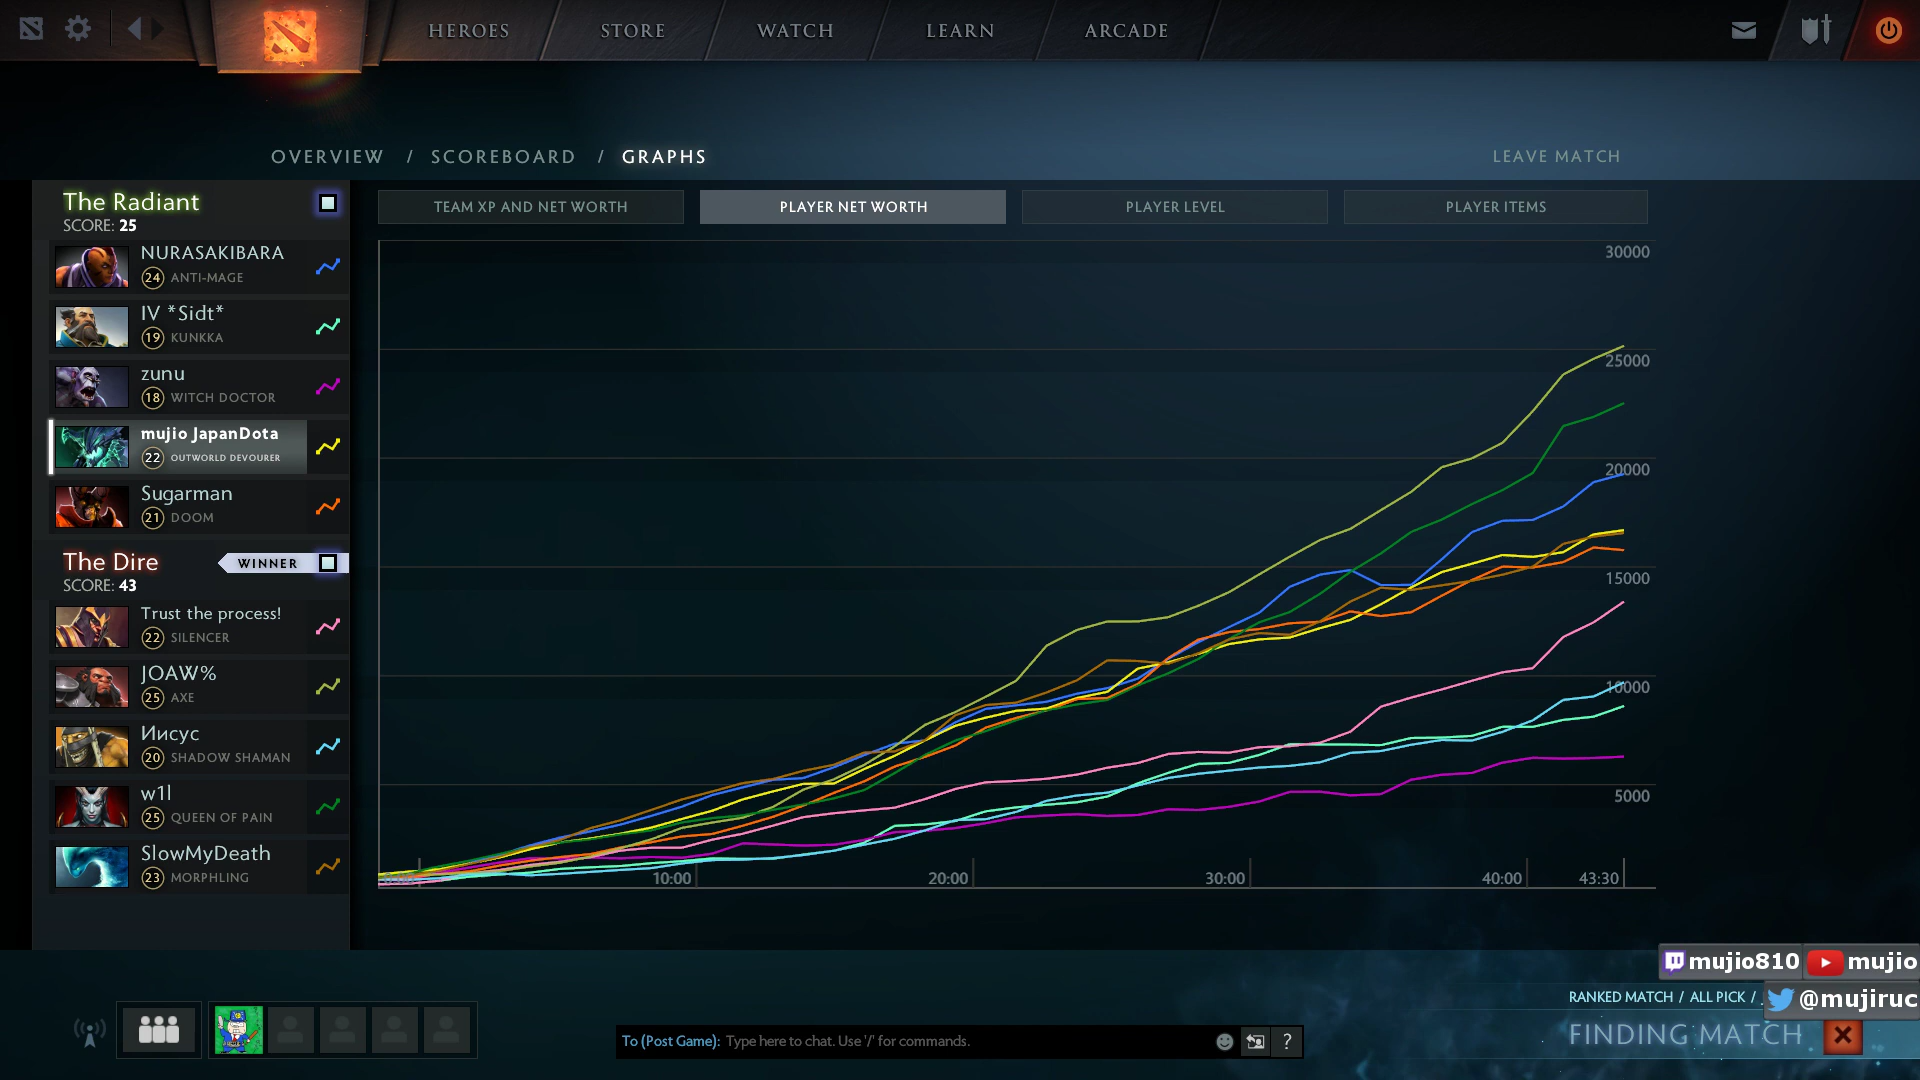 HEROES
STORE
WATCH
LEARN
ARCADE
OVERVIEW / SCOREBOARD / GRAPHS
LEAVE MATCH
The Radiant
SCORE: 25
NURASAKIBARA
24 ANTI-MAGE
IV *Sidt*
19 KUNKKA
zunu
18 WITCH DOCTOR
mujio JapanDota
22 OUTWORLD DEVOURER
Sugarman
21 DOOM
The Dire
WINNER
SCORE: 43
Trust the process!
22 SILENCER
JOAW%
25 AXE
Иисус
20 SHADOW SHAMAN
w1l
25 QUEEN OF PAIN
SlowMyDeath
23 MORPHLING
TEAM XP AND NET WORTH
PLAYER NET WORTH
PLAYER LEVEL
PLAYER ITEMS
30000
25000
20000
15000
10000
5000
10:00
20:00
30:00
40:00
43:30
mujio810
mujio
RANKED MATCH / ALL PICK /
@mujiruc
To (Post Game): Type here to chat. Use '/' for commands.
?
FINDING MATCH